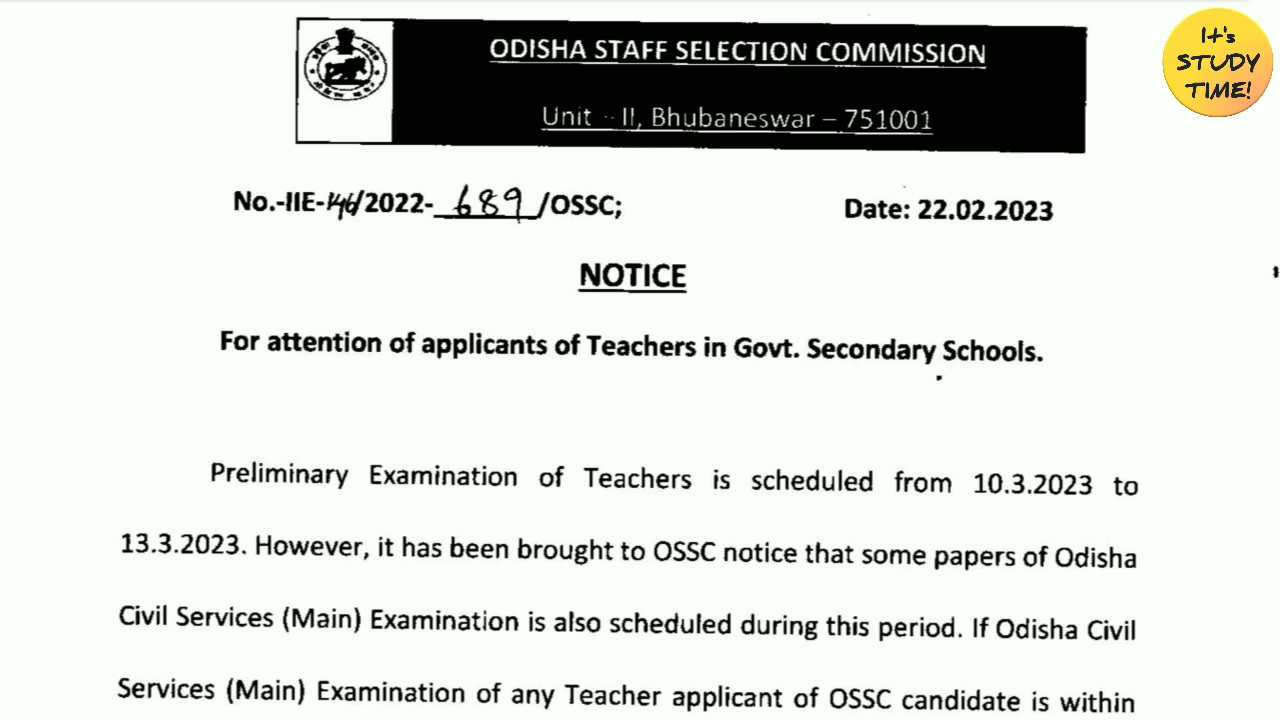 It's
STUDY
TIME!
ODISHA STAFF SELECTION COMMISSION
Unit - II, Bhubaneswar – 751001
No.-IIE-146/2022- 689 /OSSC;
Date: 22.02.2023
NOTICE
For attention of applicants of Teachers in Govt. Secondary Schools.
Preliminary Examination of Teachers is scheduled from 10.3.2023 to
13.3.2023. However, it has been brought to OSSC notice that some papers of Odisha
Civil Services (Main) Examination is also scheduled during this period. If Odisha Civil
Services (Main) Examination of any Teacher applicant of OSSC candidate is within